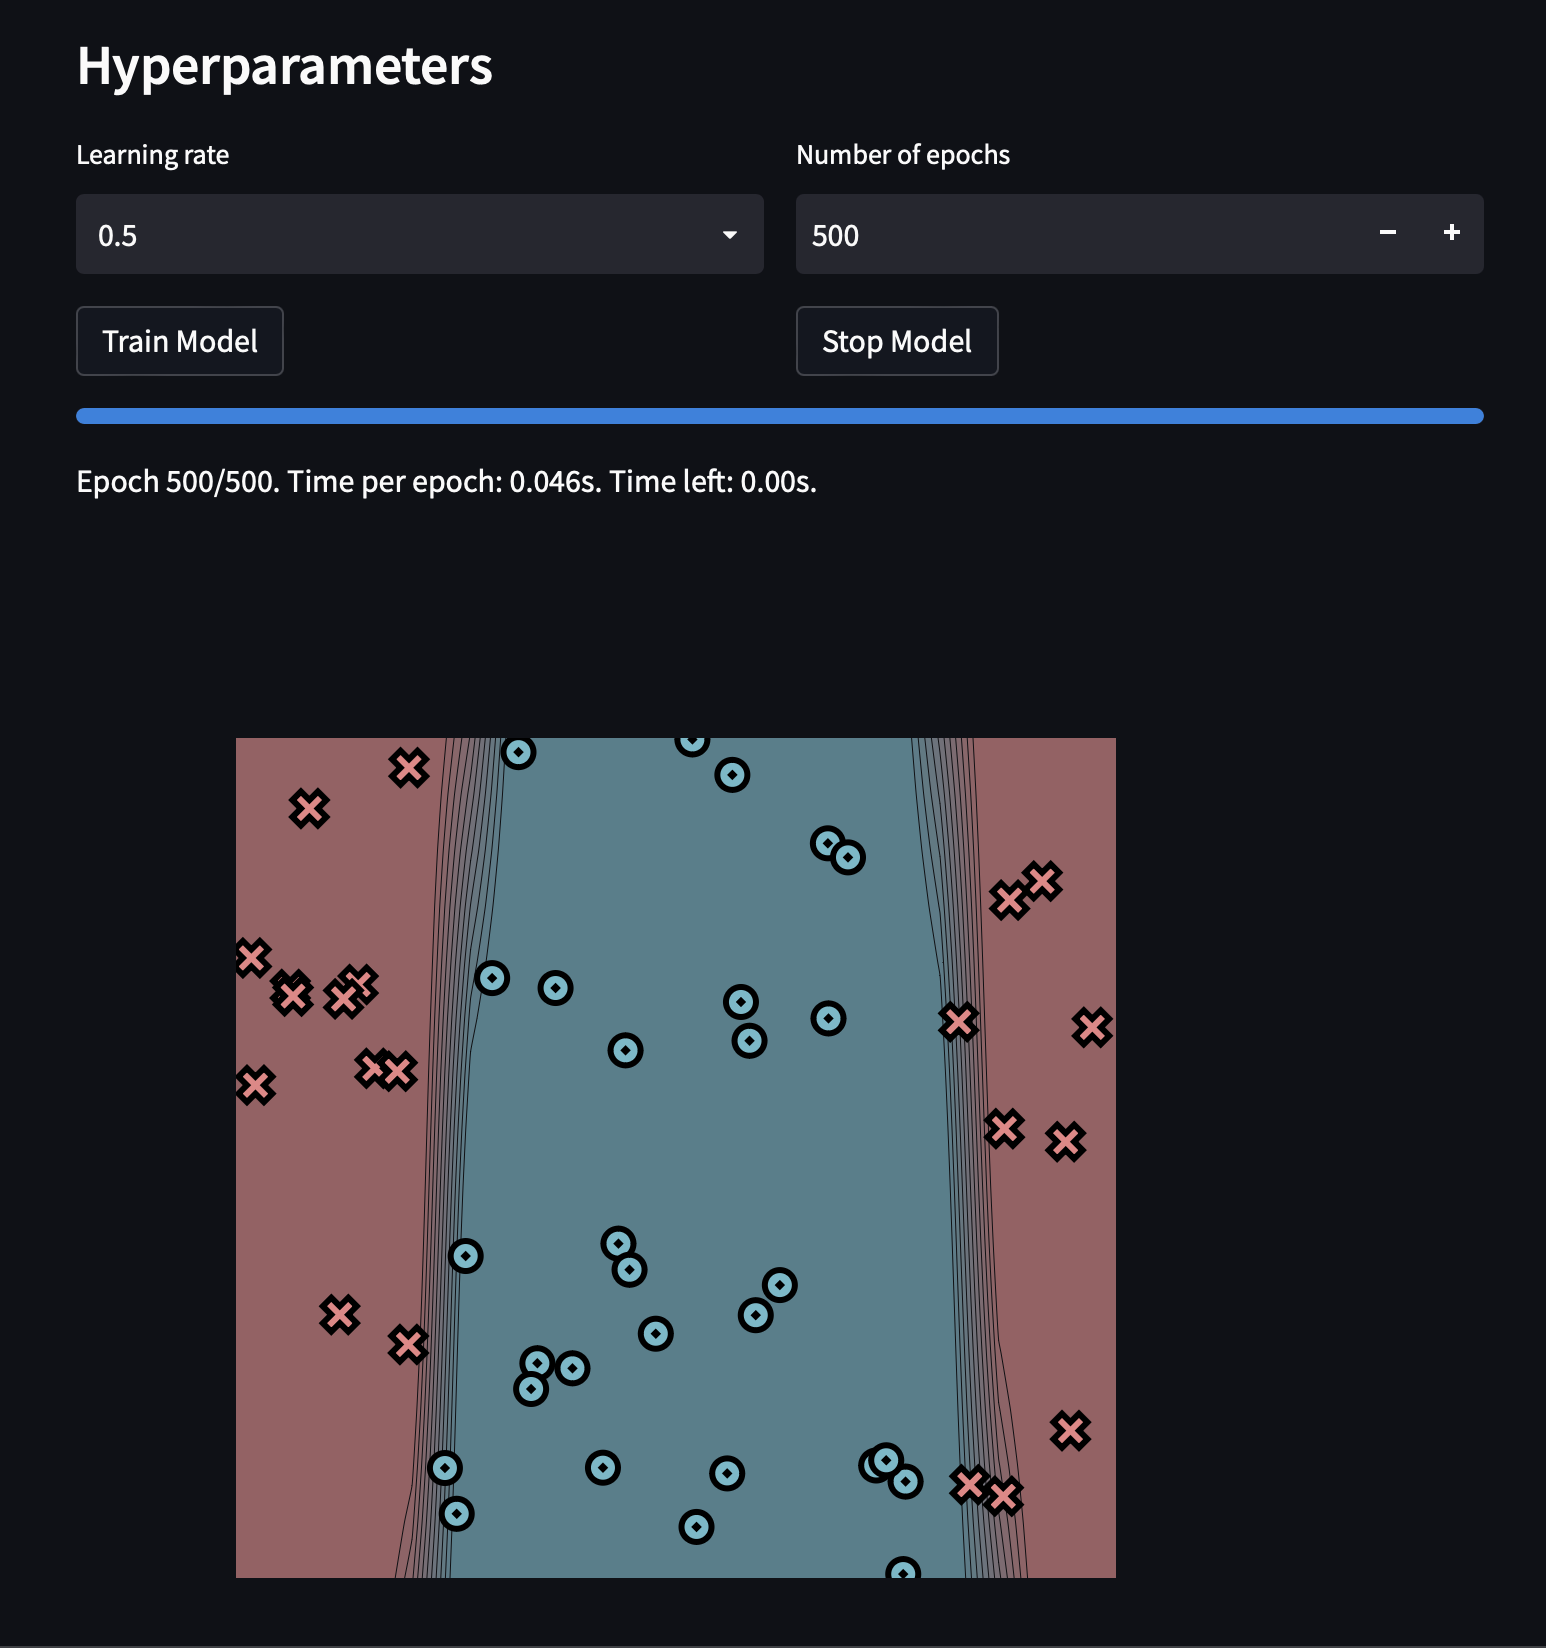 Hyperparameters
Learning rate
Number of epochs
0.5
500
Train Model
Stop Model
Epoch 500/500. Time per epoch: 0.046s. Time left: 0.00s.